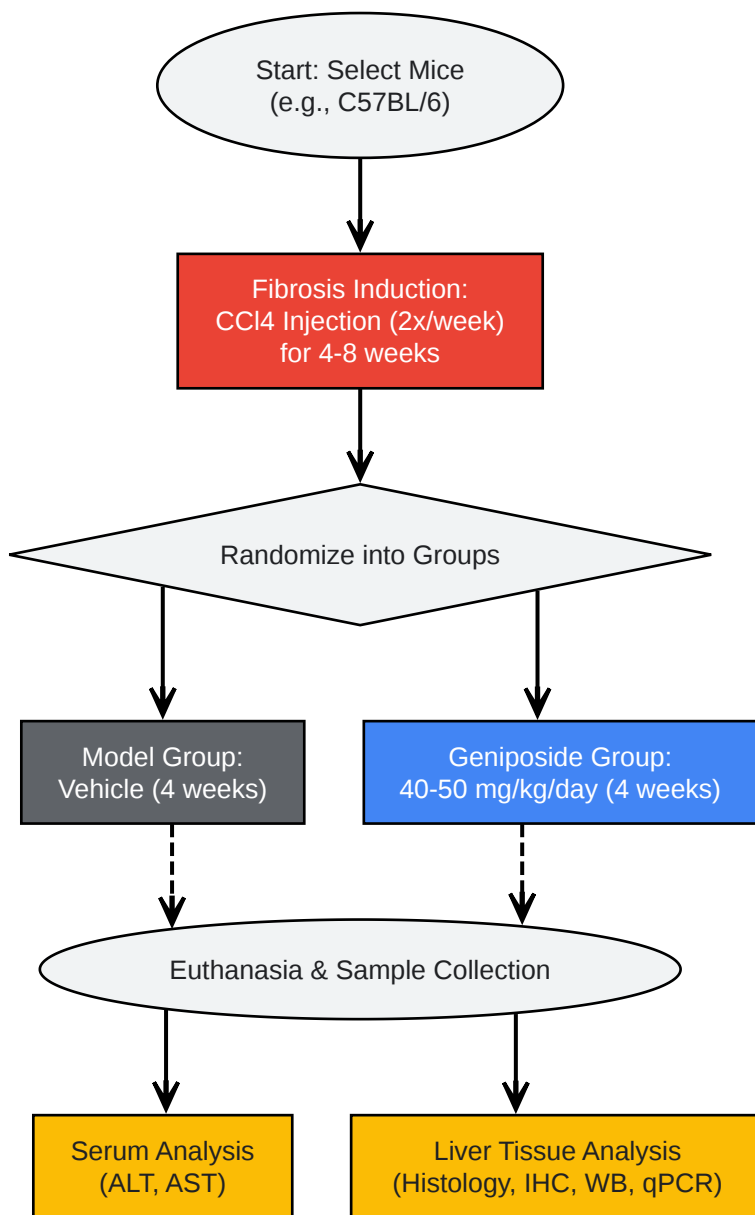 Start: Select Mice
(e.g., C57BL/6)
Fibrosis Induction:
CCl4 Injection (2x/week)
for 4-8 weeks
Randomize into Groups
Model Group:
Vehicle (4 weeks)
Geniposide Group:
40-50 mg/kg/day (4 weeks)
Euthanasia & Sample Collection
Serum Analysis
(ALT, AST)
Liver Tissue Analysis
(Histology, IHC, WB, qPCR)